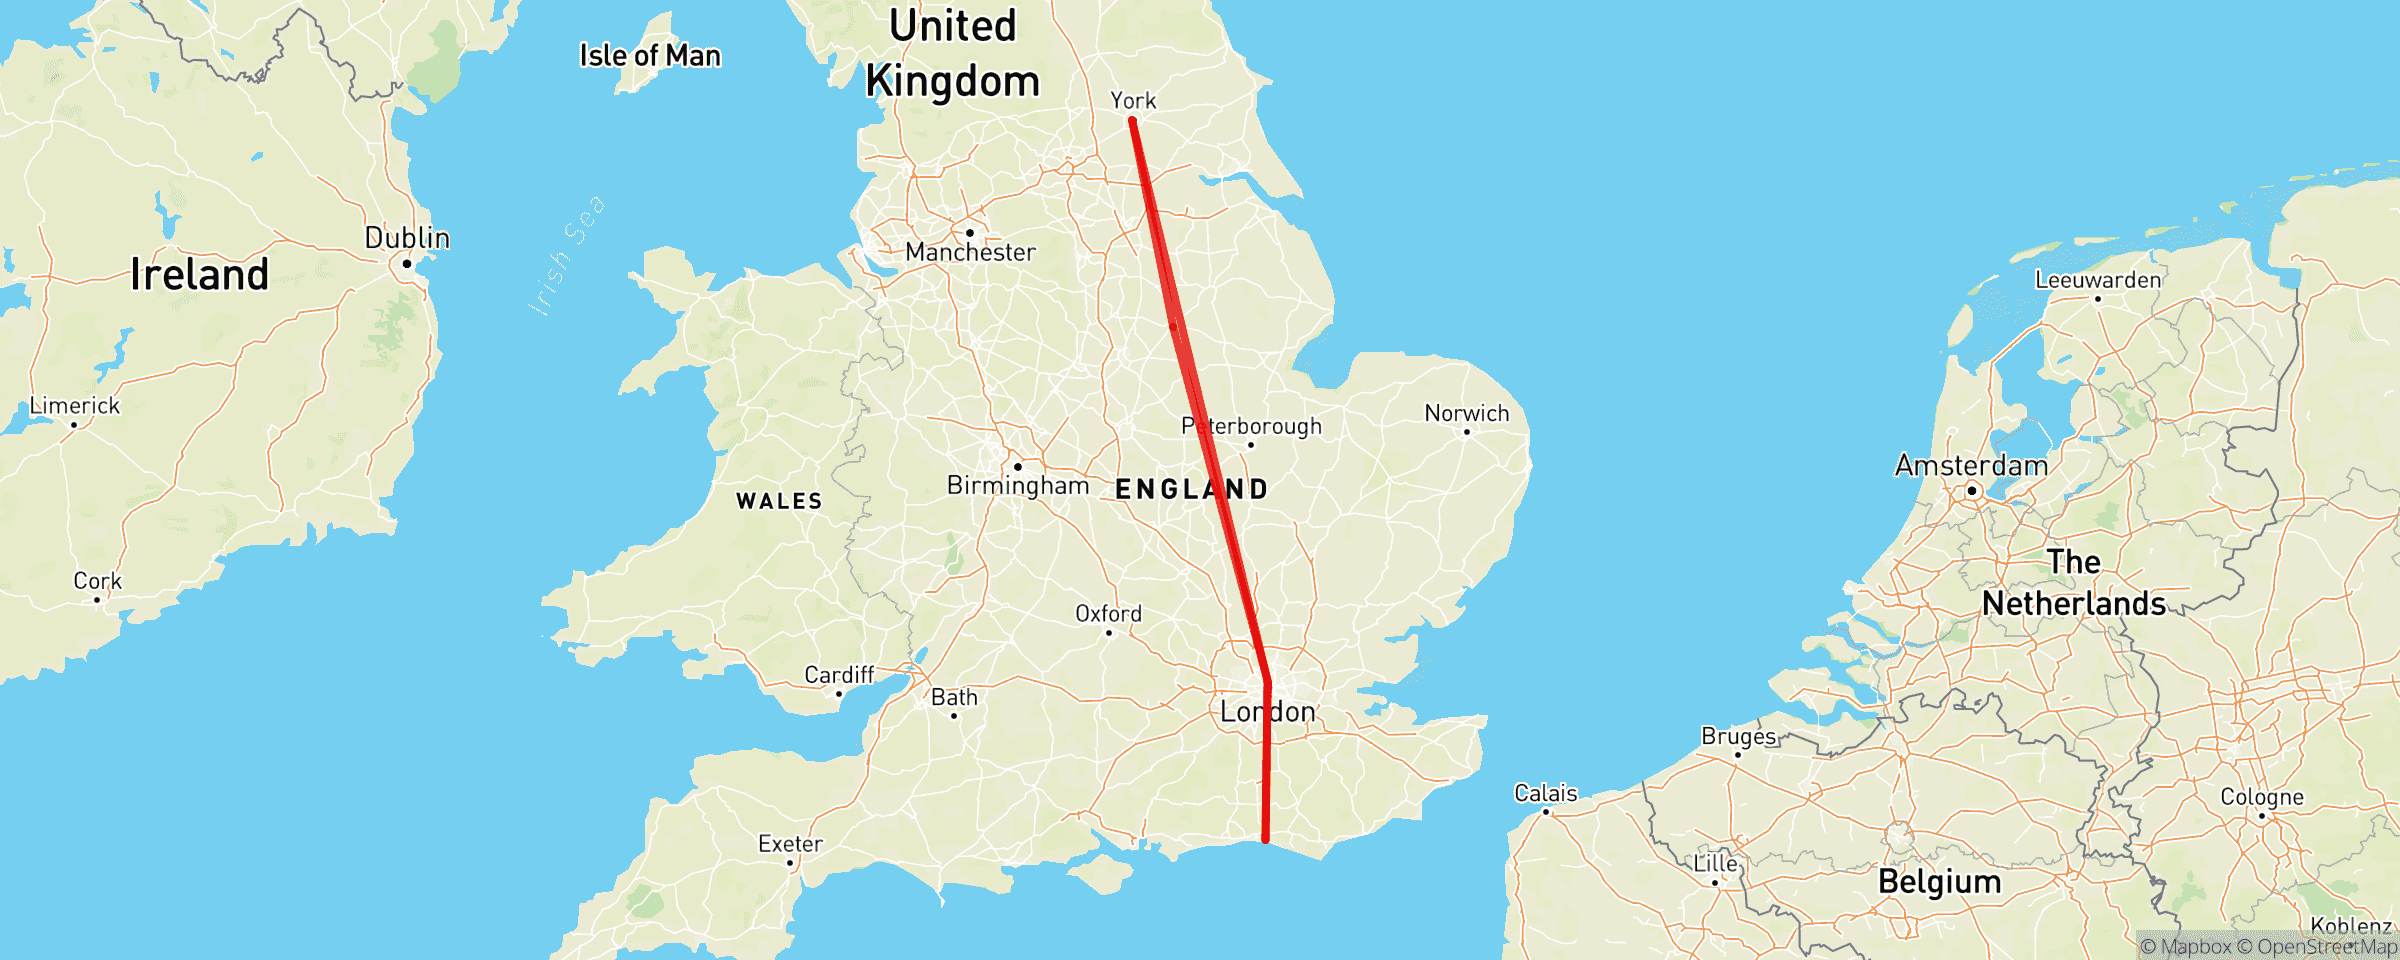 United
Kingdom
Isle of Man
York
Irish Sea
Dublin
Manchester
Ireland
Leeuwarden
Limerick
Norwich
Peterborough
Amsterdam
Birmingham
ENGLAND
WALES
The
Netherlands
Cork
Oxford
Cardiff
Bath
London
Bruges
Calais
Cologne
Exeter
Lille
Belgium
Koblenz
© Mapbox © OpenStreetMap